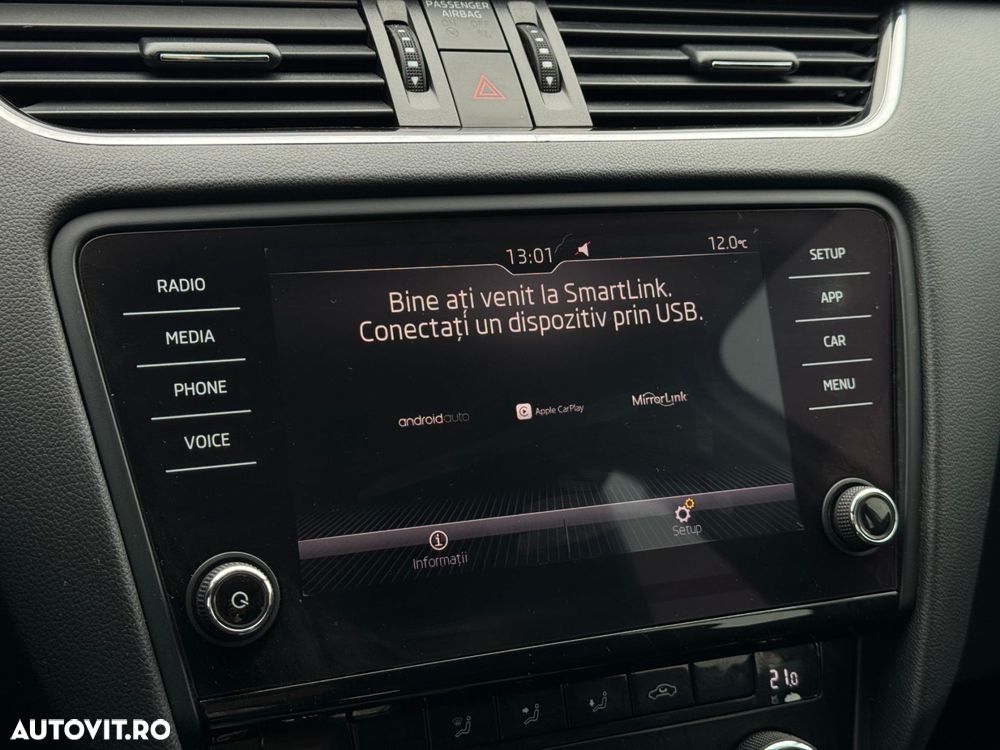 PASSENGER
AIRBAG
13:01
12.0°C
Bine ați venit la SmartLink.
Conectați un dispozitiv prin USB.
androidauto
Apple CarPlay
MirrorLink
Informații
Setup
RADIO
MEDIA
PHONE
VOICE
SETUP
APP
CAR
MENU
21.0
AUTOVIT.RO